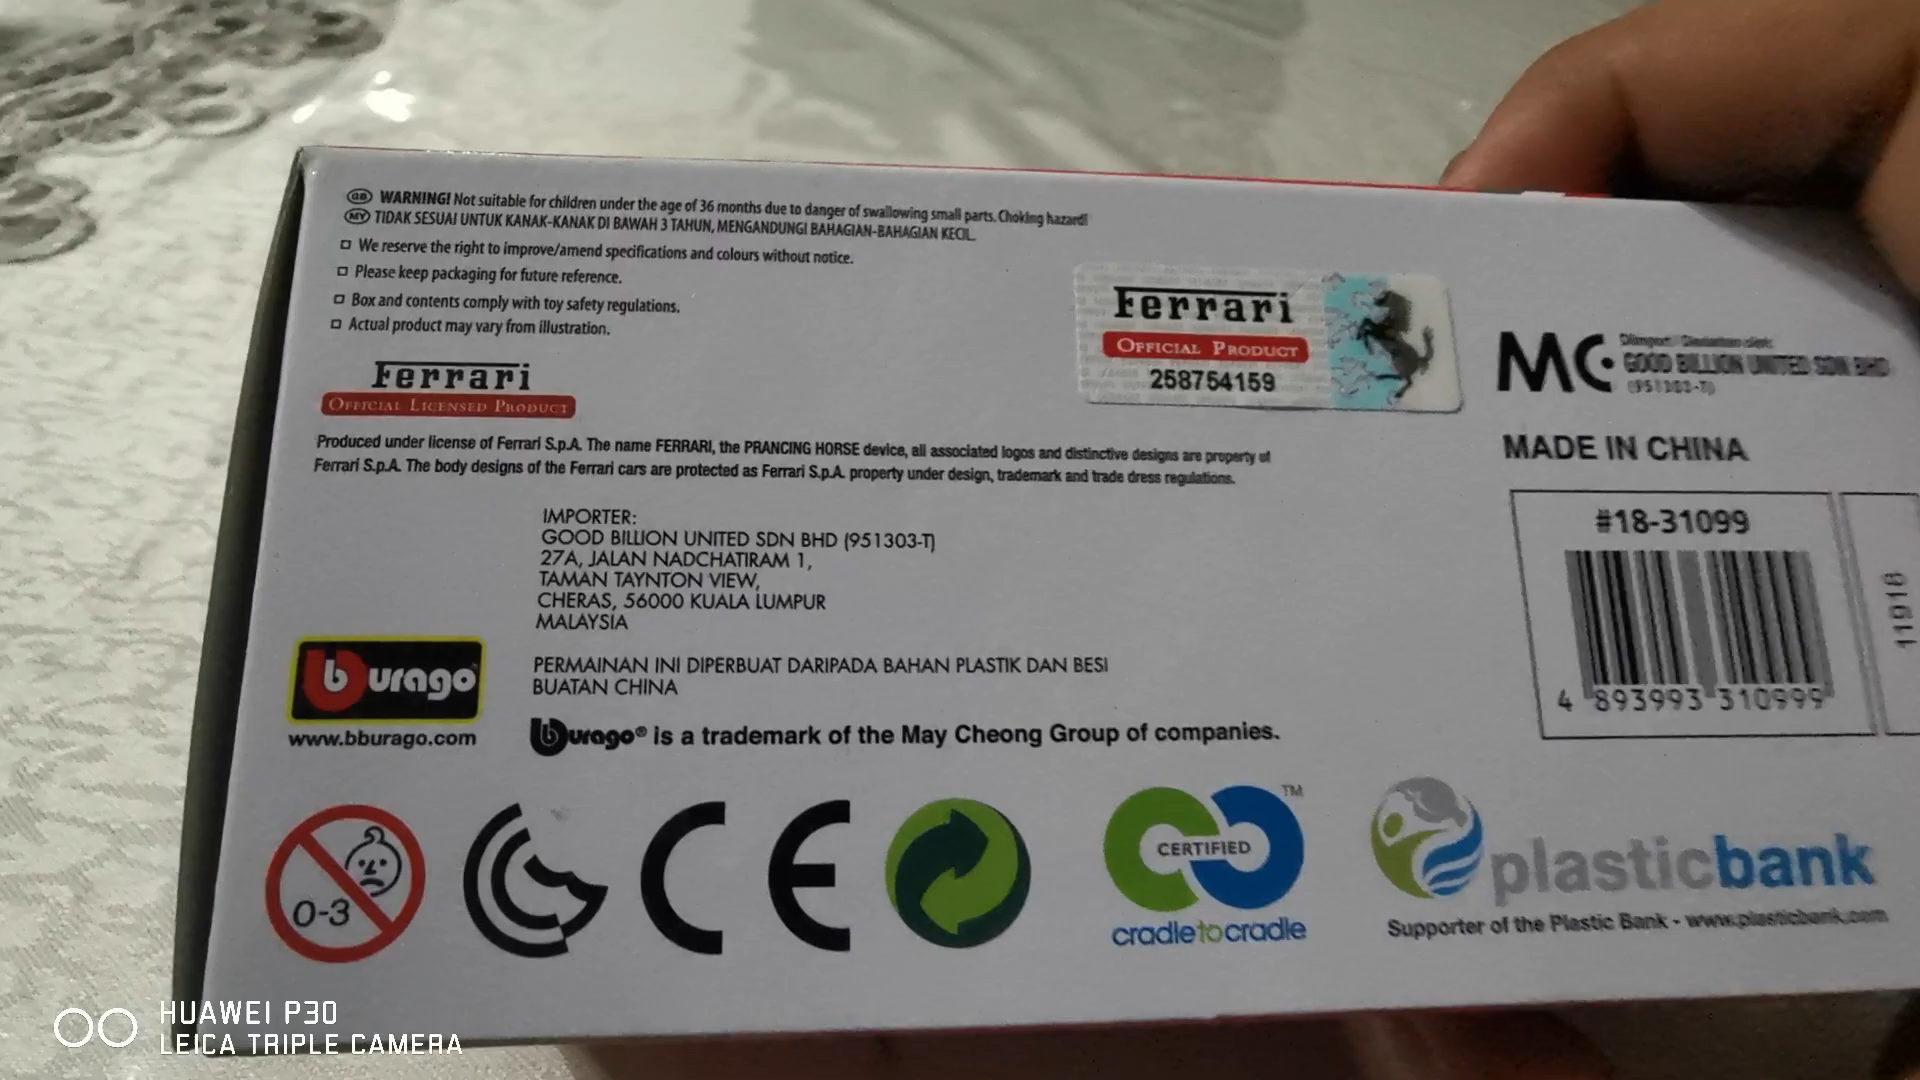 GB WARNING! Not suitable for children under the age of 36 months due to danger of swallowing small parts. Choking hazard!
MY TIDAK SESUAI UNTUK KANAK-KANAK DI BAWAH 3 TAHUN, MENGANDUNGI BAHAGIAN-BAHAGIAN KECIL.
We reserve the right to improve/amend specifications and colours without notice.
Please keep packaging for future reference.
Box and contents comply with toy safety regulations.
Actual product may vary from illustration.
Ferrari
OFFICIAL LICENSED PRODUCT
Ferrari
OFFICIAL PRODUCT
258754159
MC
GOOD BILLION UNITED SDN BHD
(951303-T)
MADE IN CHINA
Produced under license of Ferrari S.p.A. The name FERRARI, the PRANCING HORSE device, all associated logos and distinctive designs are property of
Ferrari S.p.A. The body designs of the Ferrari cars are protected as Ferrari S.p.A. property under design, trademark and trade dress regulations.
IMPORTER:
GOOD BILLION UNITED SDN BHD (951303-T)
27A, JALAN NADCHATIRAM 1,
TAMAN TAYNTON VIEW,
CHERAS, 56000 KUALA LUMPUR
MALAYSIA
#18-31099
4 893993 310999
11918
burago
www.bburago.com
PERMAINAN INI DIPERBUAT DARIPADA BAHAN PLASTIK DAN BESI
BUATAN CHINA
burago® is a trademark of the May Cheong Group of companies.
0-3
CE
CERTIFIED
TM
cradletocradle
plasticbank
Supporter of the Plastic Bank - www.plasticbank.com
HUAWEI P30
LEICA TRIPLE CAMERA